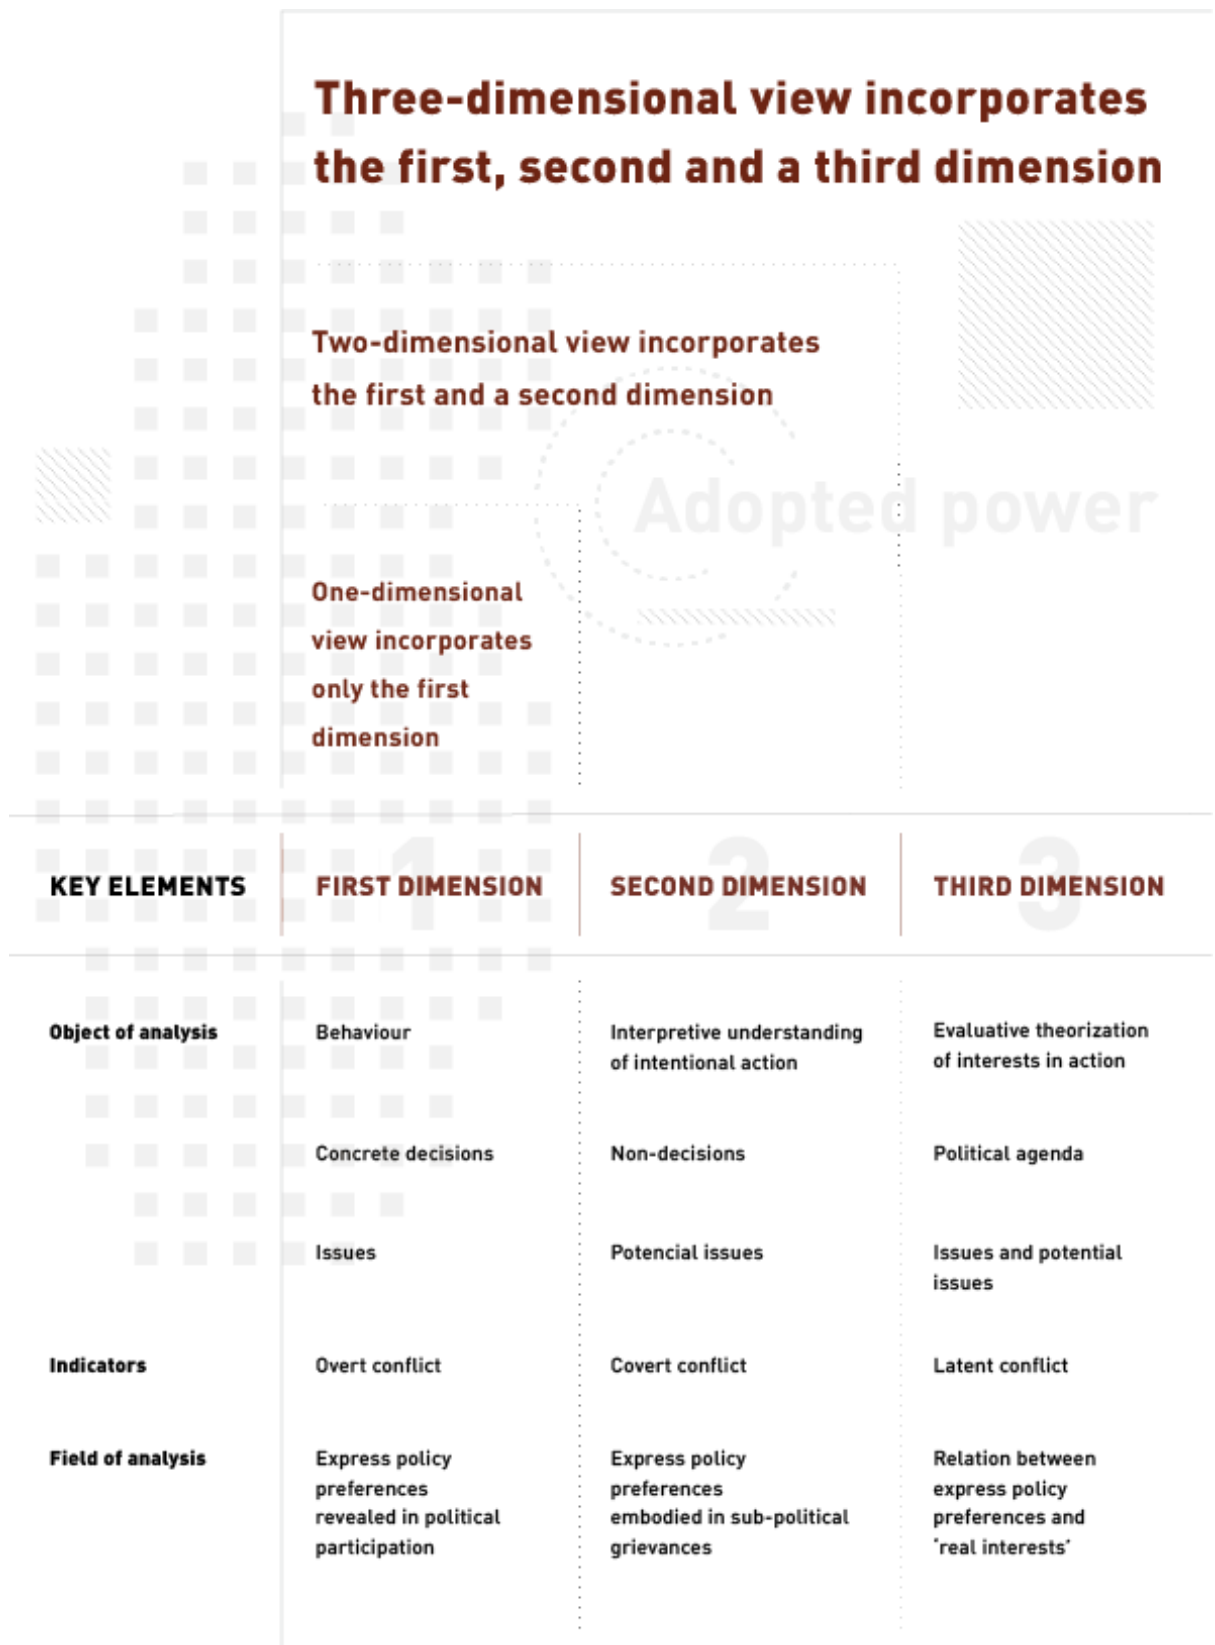 Three-dimensional view incorporates
the first, second and a third dimension
Two-dimensional view incorporates
the first and a second dimension
Adopted power
One-dimensional
view incorporates
only the first
dimension
1 2 3
KEY ELEMENTS FIRST DIMENSION SECOND DIMENSION THIRD DIMENSION
Object of analysis Behaviour Interpretive understanding Evaluative theorization
of intentional action of interests in action
Concrete decisions Non-decisions Political agenda
Issues Potencial issues Issues and potential
issues
Indicators Overt conflict Covert conflict Latent conflict
Field of analysis Express policy Express policy Relation between
preferences preferences express policy
revealed in political embodied in sub-political preferences and
participation grievances ‘real interests’